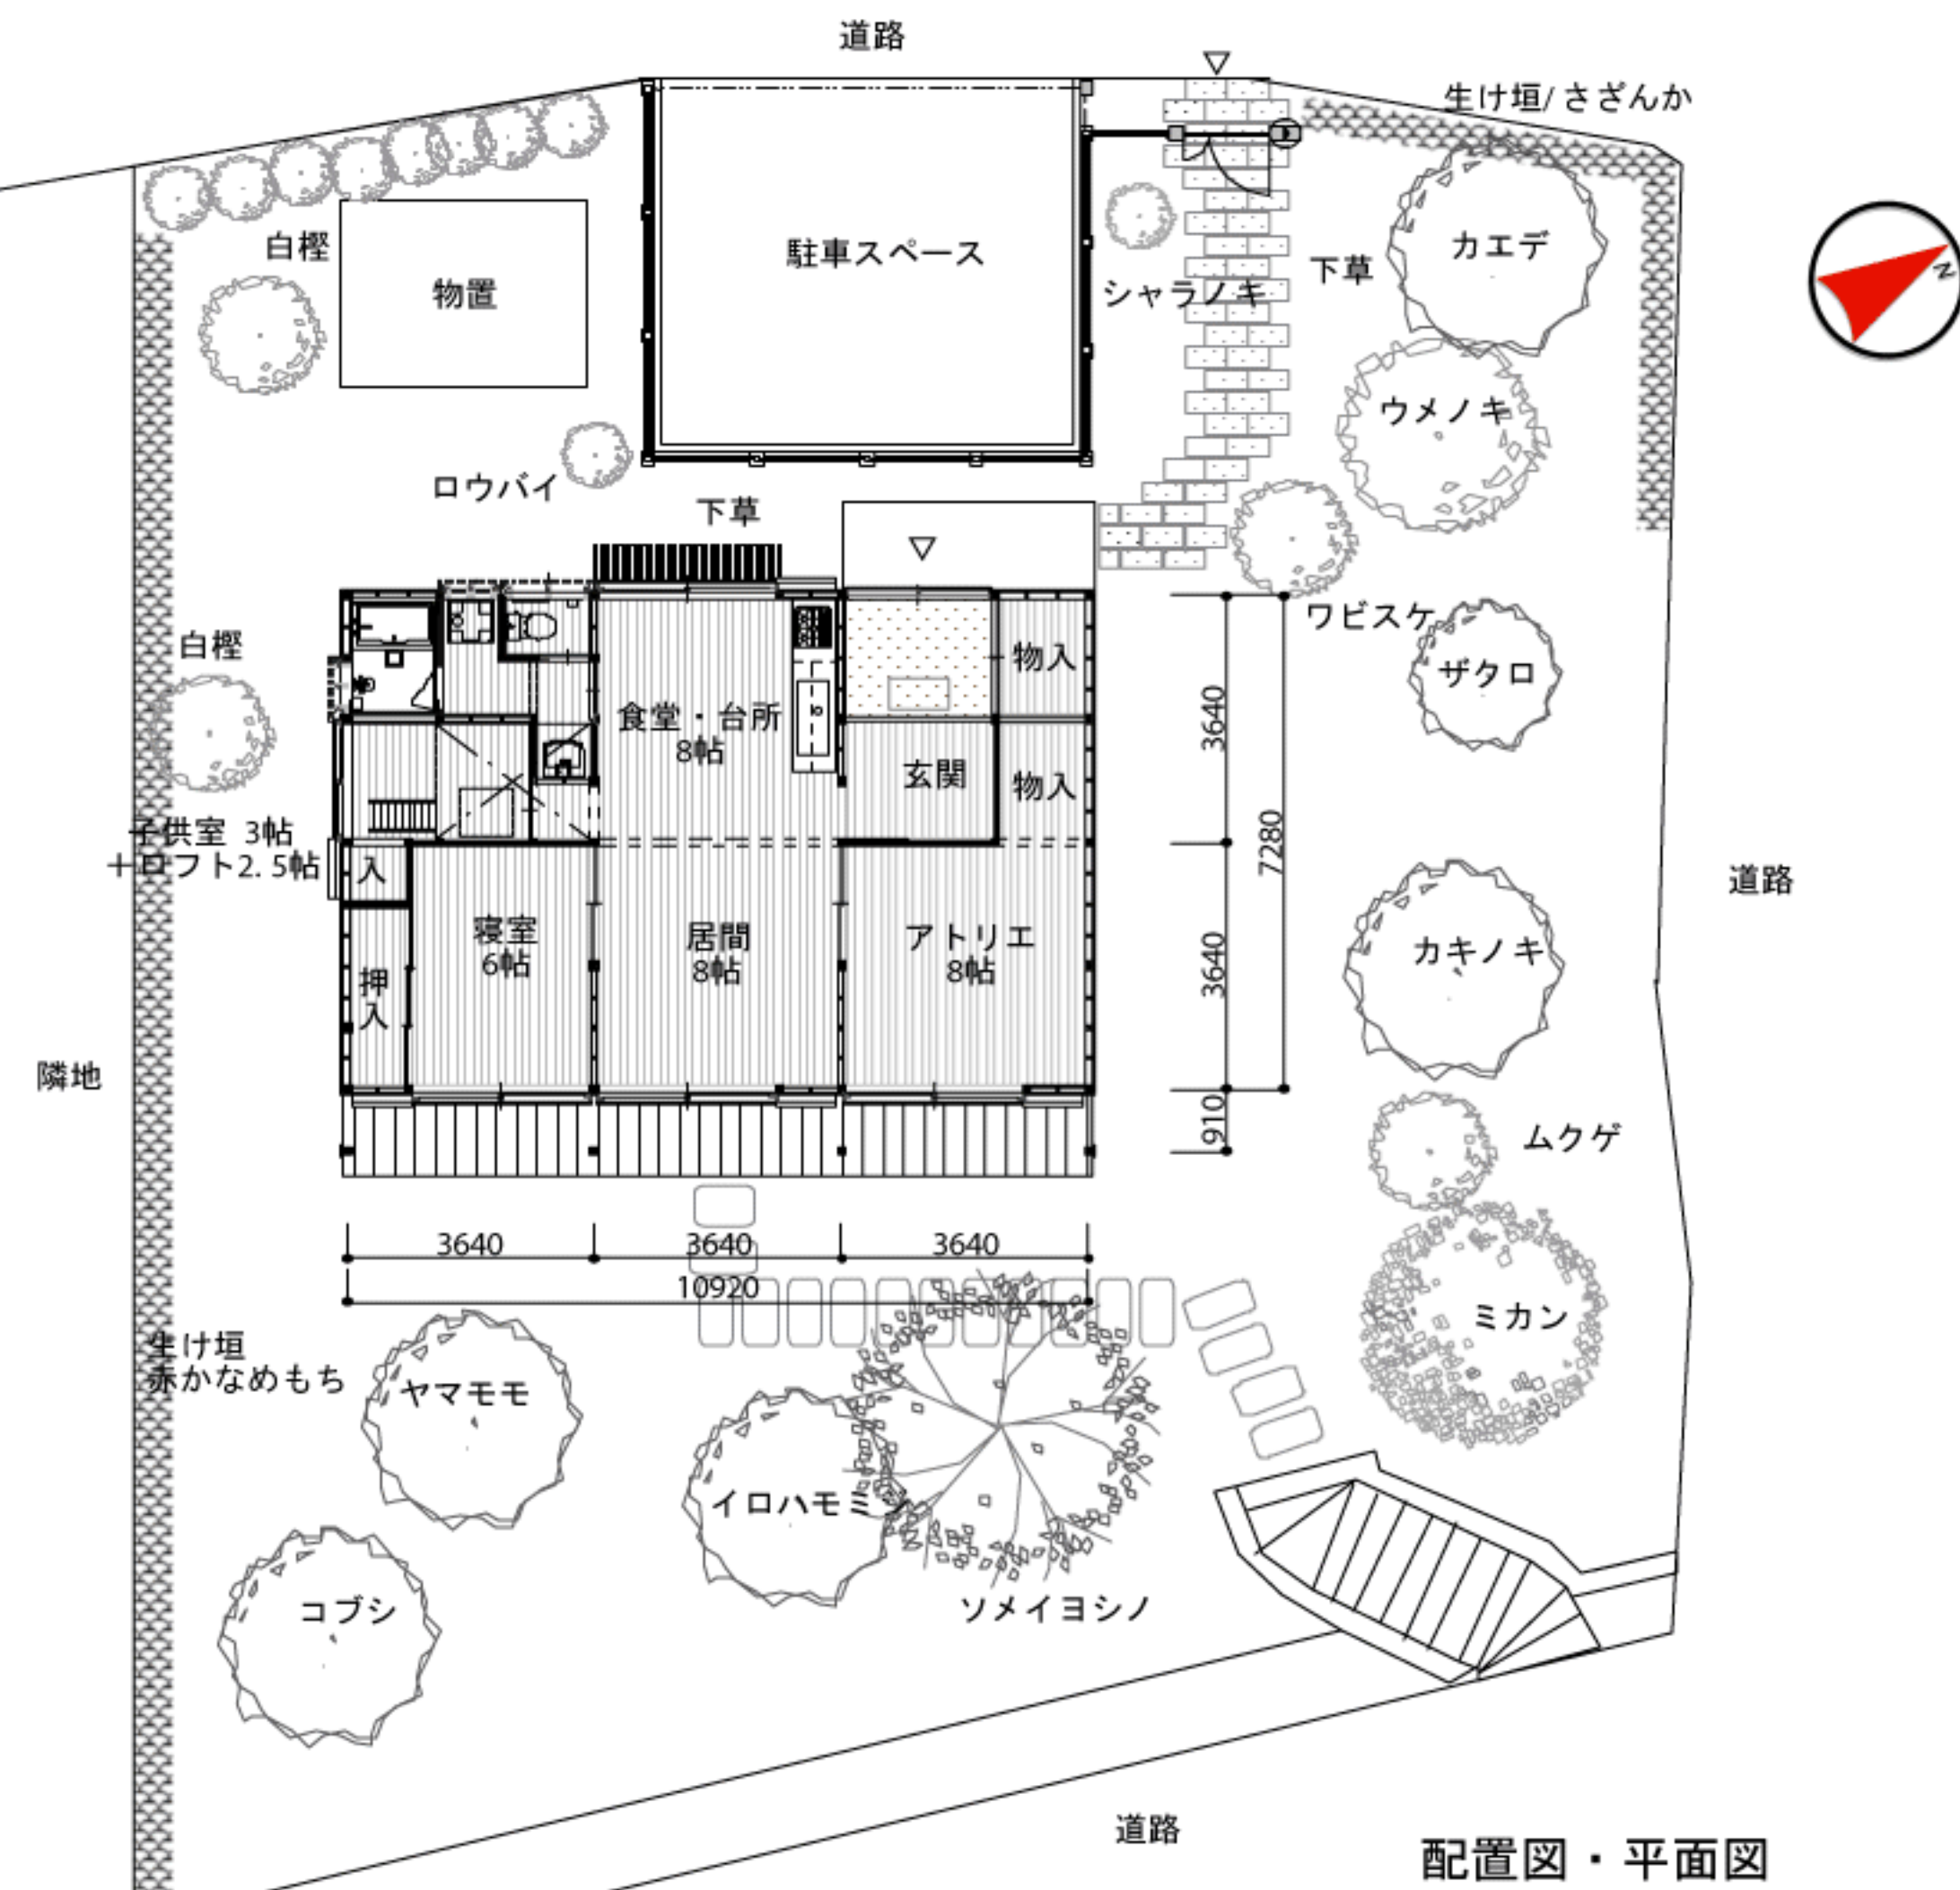 道路
生け垣/さざんか
白樫
物置
駐車スペース
シャラノキ
下草
カエデ
N
ウメノキ
ロウバイ
下草
ワビスケ
ザクロ
白樫
食堂・台所
8帖
物入
玄関
物入
3640
7280
子供室 3帖
+ロフト2.5帖
入
寝室
6帖
居間
8帖
アトリエ
8帖
押
入
3640
カキノキ
道路
隣地
910
ムクゲ
3640
3640
3640
10920
ミカン
生け垣
赤かなめもち
ヤマモモ
イロハモミジ
コブシ
ソメイヨシノ
道路
配置図・平面図